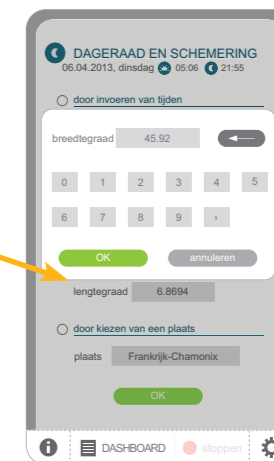 DAGERAAD EN SCHEMERING
06.04.2013, dinsdag 05:06 21:55
door invoeren van tijden
breedtegraad 45.92
0 1 2 3 4 5
6 7 8 9 ,
OK annuleren
lengtegraad 6.8694
door kiezen van een plaats
plaats Frankrijk-Chamonix
OK
DASHBOARD stoppen